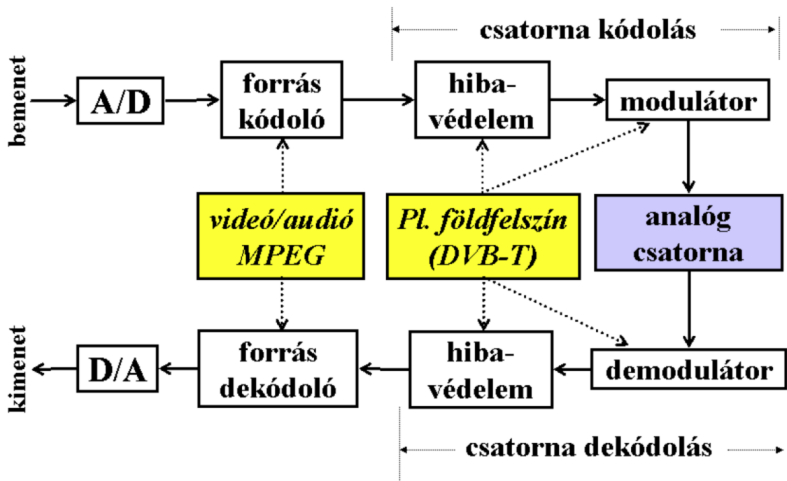 csatorna kódolás
bemenet
A/D
forrás
kódoló
hiba-
védelem
modulátor
videó/audió
MPEG
Pl. földfelszín
(DVB-T)
analóg
csatorna
kimenet
D/A
forrás
dekódoló
hiba-
védelem
demodulátor
csatorna dekódolás